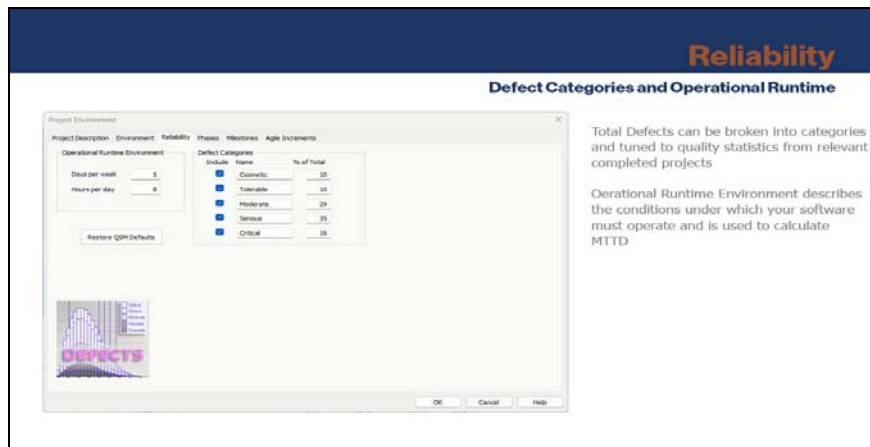 Reliability
Defect Categories and Operational Runtime
Project Environment
Project Description Environment Reliability Phases Milestones Agile Increments
Operational Runtime Environment
Days per week 5
Hours per day 8
Restore QSM Defaults
Defect Categories
Include Name % of Total
Cosmetic 10
Tolerable 10
Moderate 29
Serious 35
Critical 16
DEFECTS
OK Cancel Help
Total Defects can be broken into categories
and tuned to quality statistics from relevant
completed projects
Oerational Runtime Environment describes
the conditions under which your software
must operate and is used to calculate
MTTD